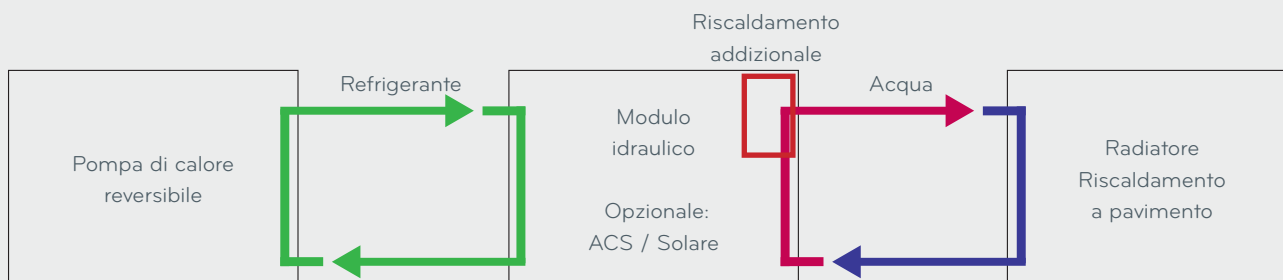 Riscaldamento
addizionale
Refrigerante
Acqua
Pompa di calore
reversibile
Modulo
idraulico
Opzionale:
ACS / Solare
Radiatore
Riscaldamento
a pavimento